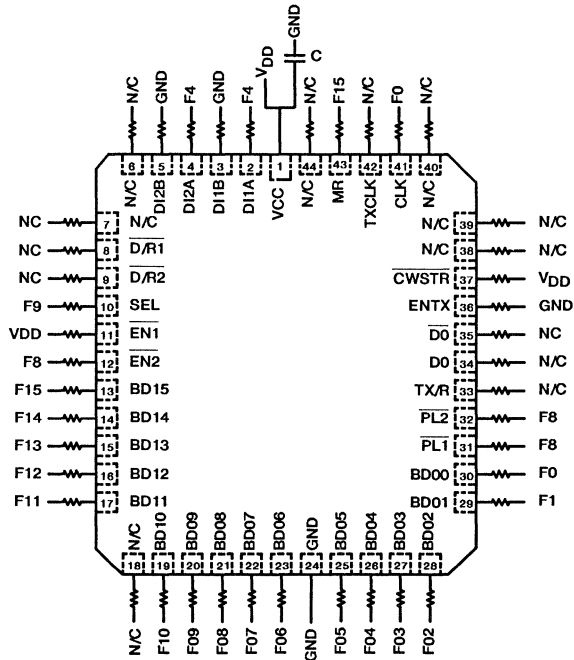 GND
V_DD
C
N/C
GND
F4
GND
F4
N/C
F15
N/C
F0
N/C
6
5
4
3
2
1
44
43
42
41
40
N/C
DI2B
DI2A
DI1B
DI1A
VCC
N/C
MR
TXCLK
CLK
N/C
NC 7 N/C
NC 8 D/R1
NC 9 D/R2
F9 10 SEL
VDD 11 EN1
F8 12 EN2
F15 13 BD15
F14 14 BD14
F13 15 BD13
F12 16 BD12
F11 17 BD11
N/C 39 N/C
N/C 38 N/C
CWSTR 37 V_DD
ENTX 36 GND
D0 35 NC
D0 34 N/C
TX/R 33 N/C
PL2 32 F8
PL1 31 F8
BD00 30 F0
BD01 29 F1
N/C
BD10
BD09
BD08
BD07
BD06
GND
BD05
BD04
BD03
BD02
18
19
20
21
22
23
24
25
26
27
28
N/C
F10
F09
F08
F07
F06
GND
F05
F04
F03
F02